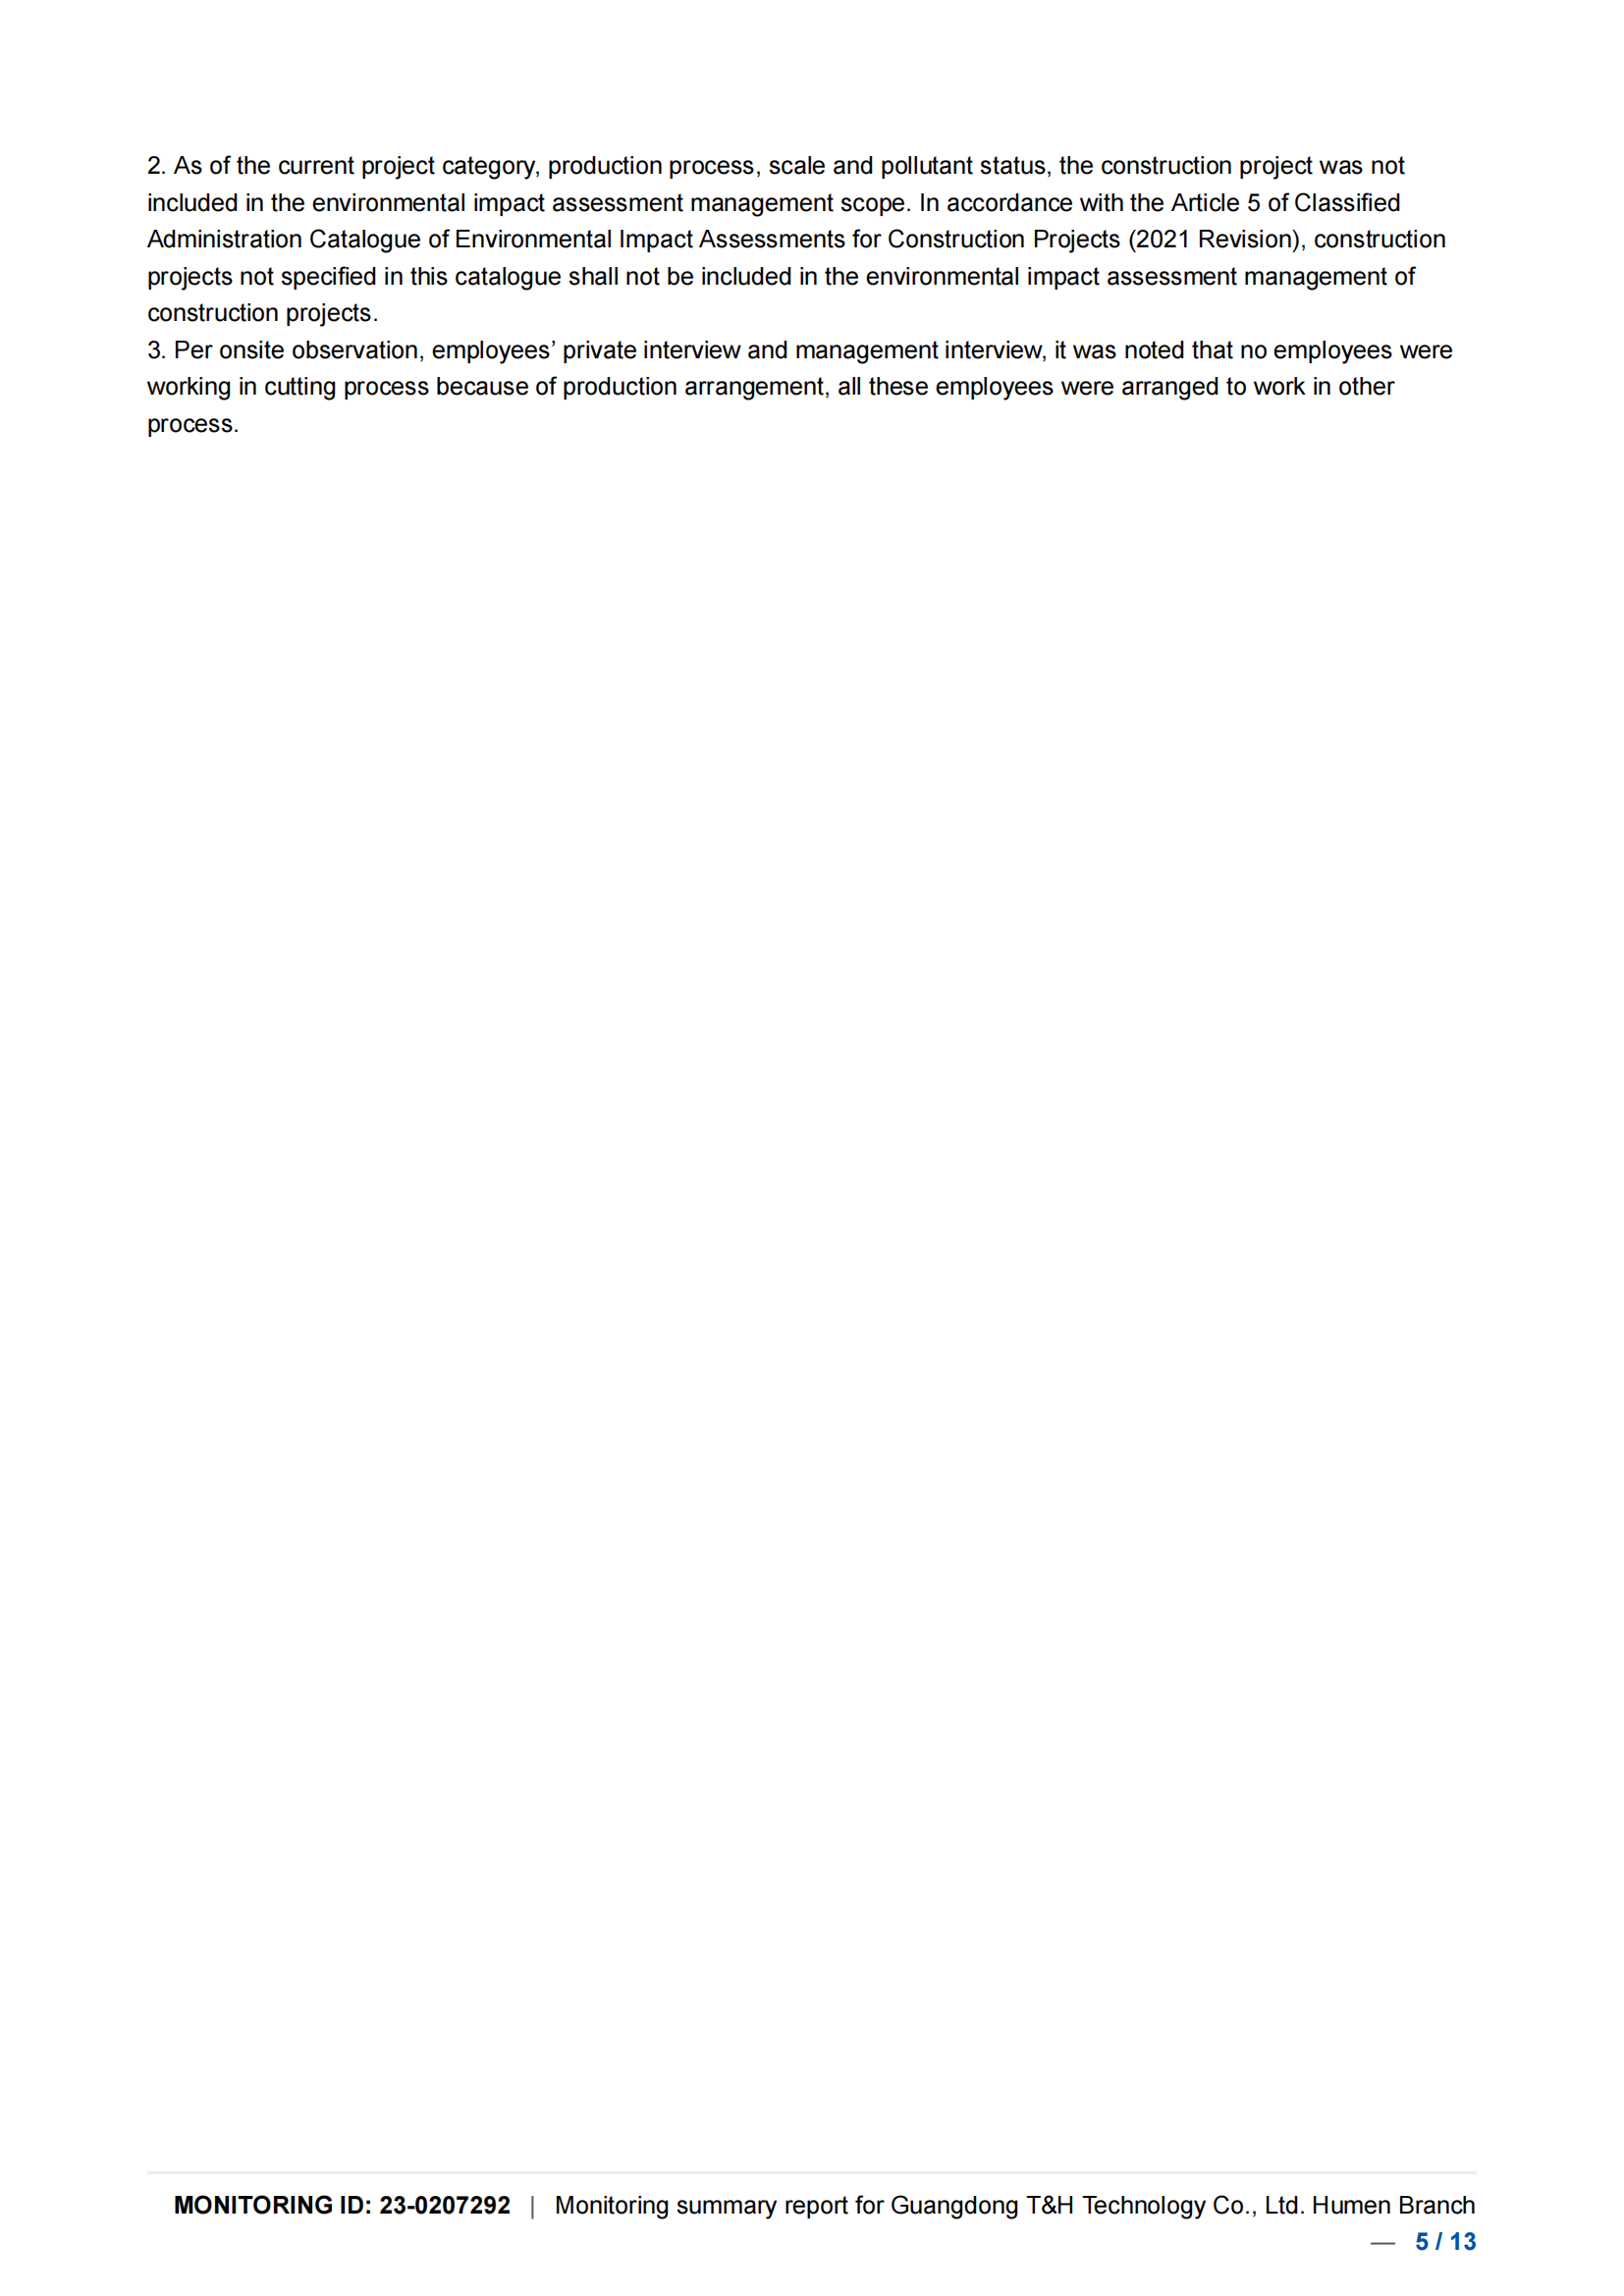 2. As of the current project category, production process, scale and pollutant status, the construction project was not
included in the environmental impact assessment management scope. In accordance with the Article 5 of Classified
Administration Catalogue of Environmental Impact Assessments for Construction Projects (2021 Revision), construction
projects not specified in this catalogue shall not be included in the environmental impact assessment management of
construction projects.
3. Per onsite observation, employees’ private interview and management interview, it was noted that no employees were
working in cutting process because of production arrangement, all these employees were arranged to work in other
process.
MONITORING ID: 23-0207292 | Monitoring summary report for Guangdong T&H Technology Co., Ltd. Humen Branch
— 5 / 13